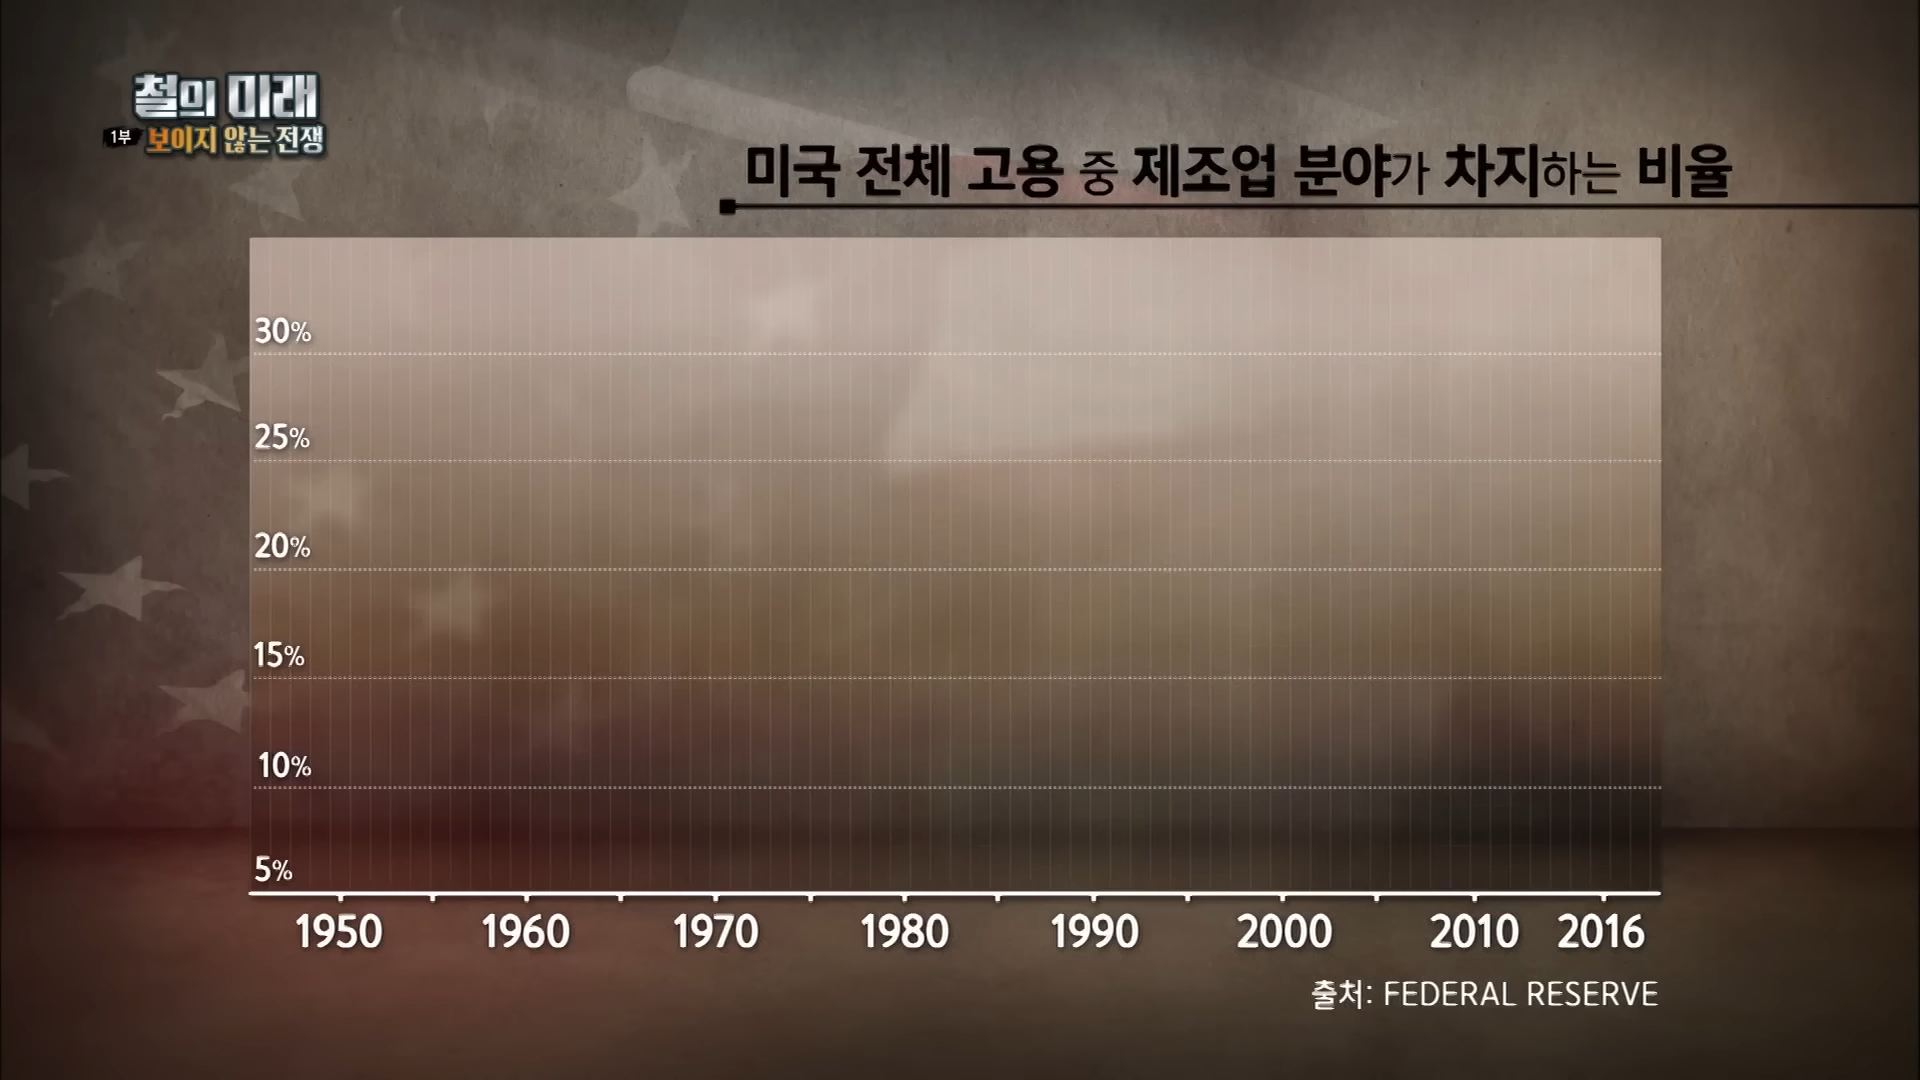 철의 미래
1부 보이지 않는 전쟁
미국 전체 고용 중 제조업 분야가 차지하는 비율
30%
25%
20%
15%
10%
5%
1950 1960 1970 1980 1990 2000 2010 2016
출처: FEDERAL RESERVE